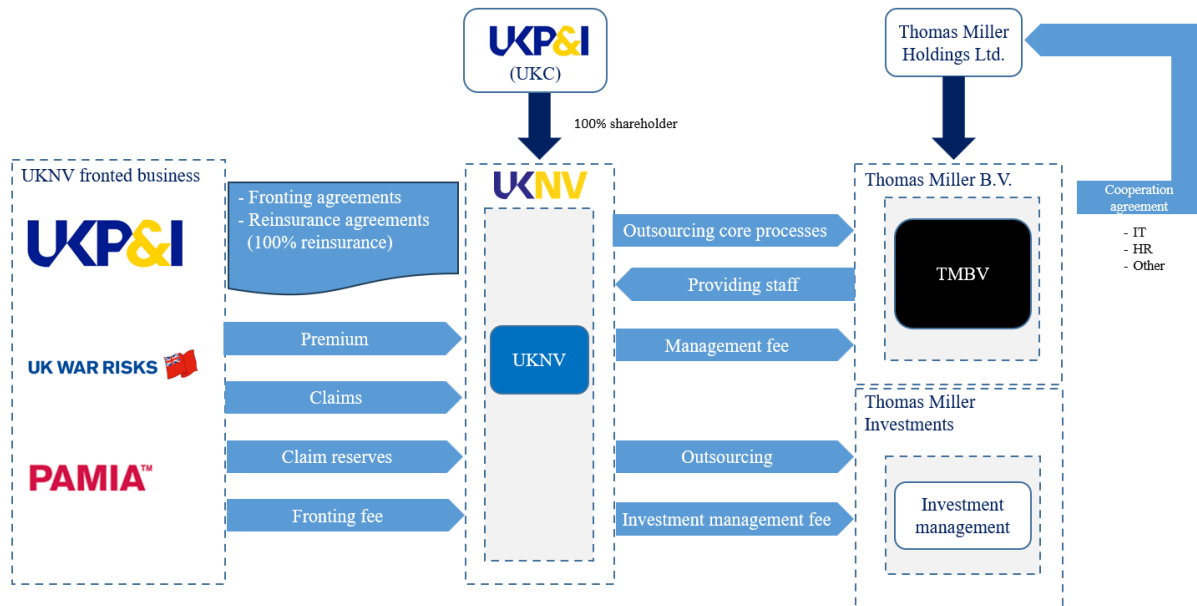 UKP&I
(UKC)
Thomas Miller
Holdings Ltd.
100% shareholder
UKNV fronted business
UKP&I
UK WAR RISKS
PAMIA™
- Fronting agreements
- Reinsurance agreements
(100% reinsurance)
Premium
Claims
Claim reserves
Fronting fee
UKNV
UKNV
Outsourcing core processes
Providing staff
Management fee
Outsourcing
Investment management fee
Thomas Miller B.V.
TMBV
Thomas Miller
Investments
Investment
management
Cooperation
agreement
- IT
- HR
- Other